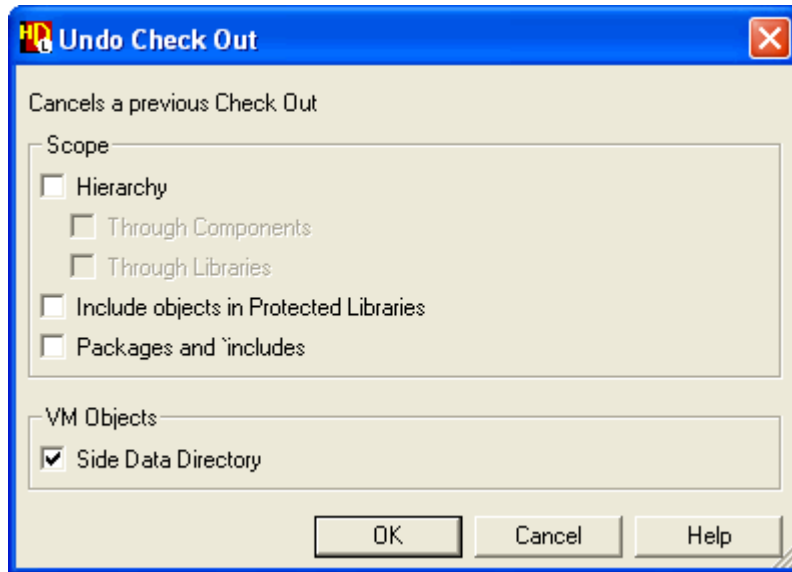 HD L Undo Check Out
Cancels a previous Check Out
Scope
Hierarchy
Through Components
Through Libraries
Include objects in Protected Libraries
Packages and `includes
VM Objects
Side Data Directory
OK Cancel Help